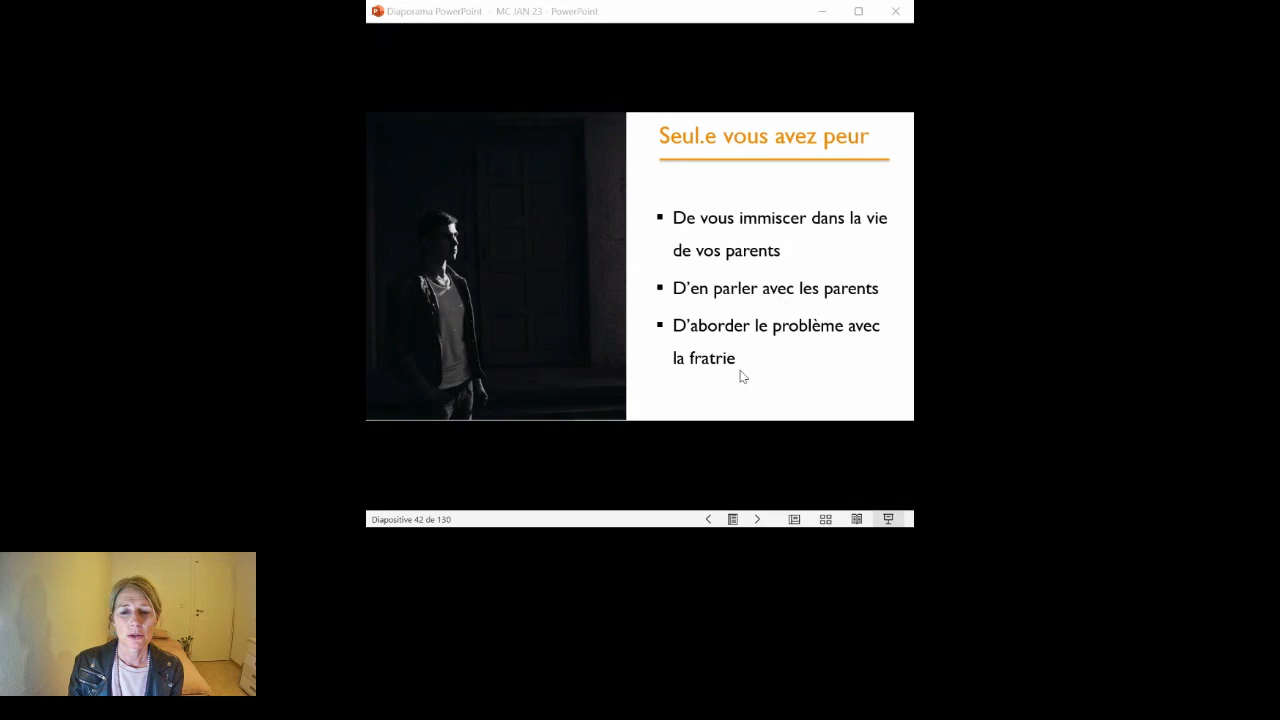 Diaporama PowerPoint - MC JAN 23 - PowerPoint
Seul.e vous avez peur
▪ De vous immiscer dans la vie
de vos parents
▪ D'en parler avec les parents
▪ D'aborder le problème avec
la fratrie
Diapositive 42 de 130